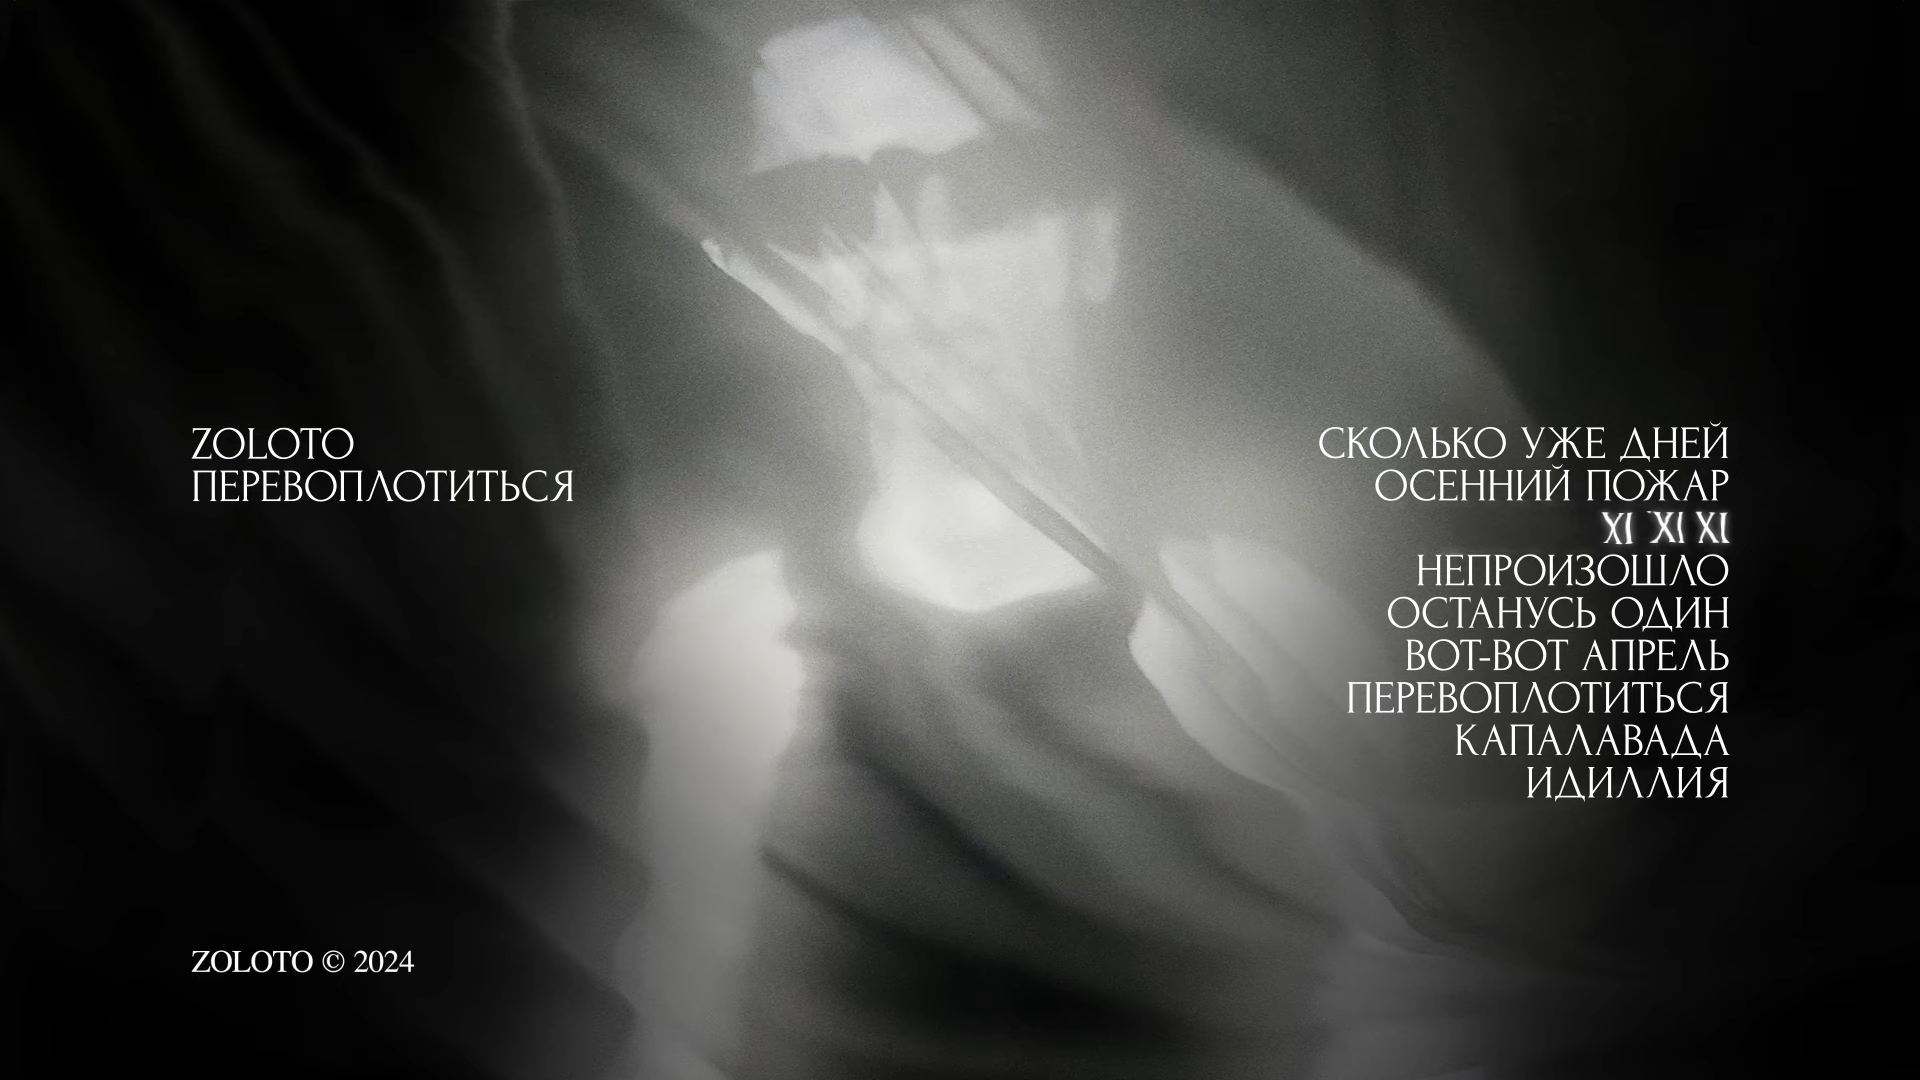 ZOLOTO
ПЕРЕВОПЛОТИТЬСЯ
СКОЛЬКО УЖЕ ДНЕЙ
ОСЕННИЙ ПОЖАР
XI XI XI
НЕПРОИЗОШЛО
ОСТАНУСЬ ОДИН
ВОТ-ВОТ АПРЕЛЬ
ПЕРЕВОПЛОТИТЬСЯ
КАПАЛАВАДА
ИДИЛЛИЯ
ZOLOTO © 2024